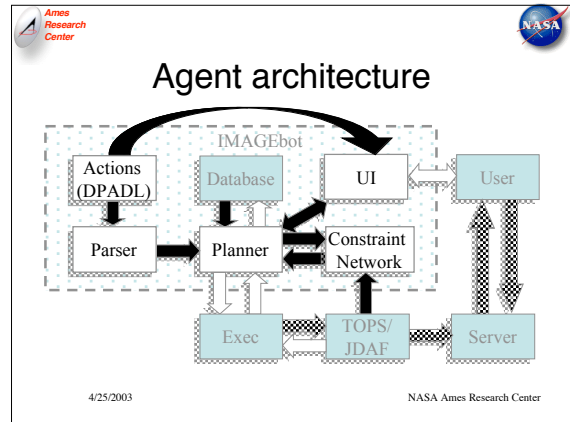 Ames
Research
Center
NASA
Agent architecture
IMAGEbot
Actions
(DPADL)
Database
UI
User
Parser
Planner
Constraint
Network
Exec
TOPS/
JDAF
Server
4/25/2003
NASA Ames Research Center